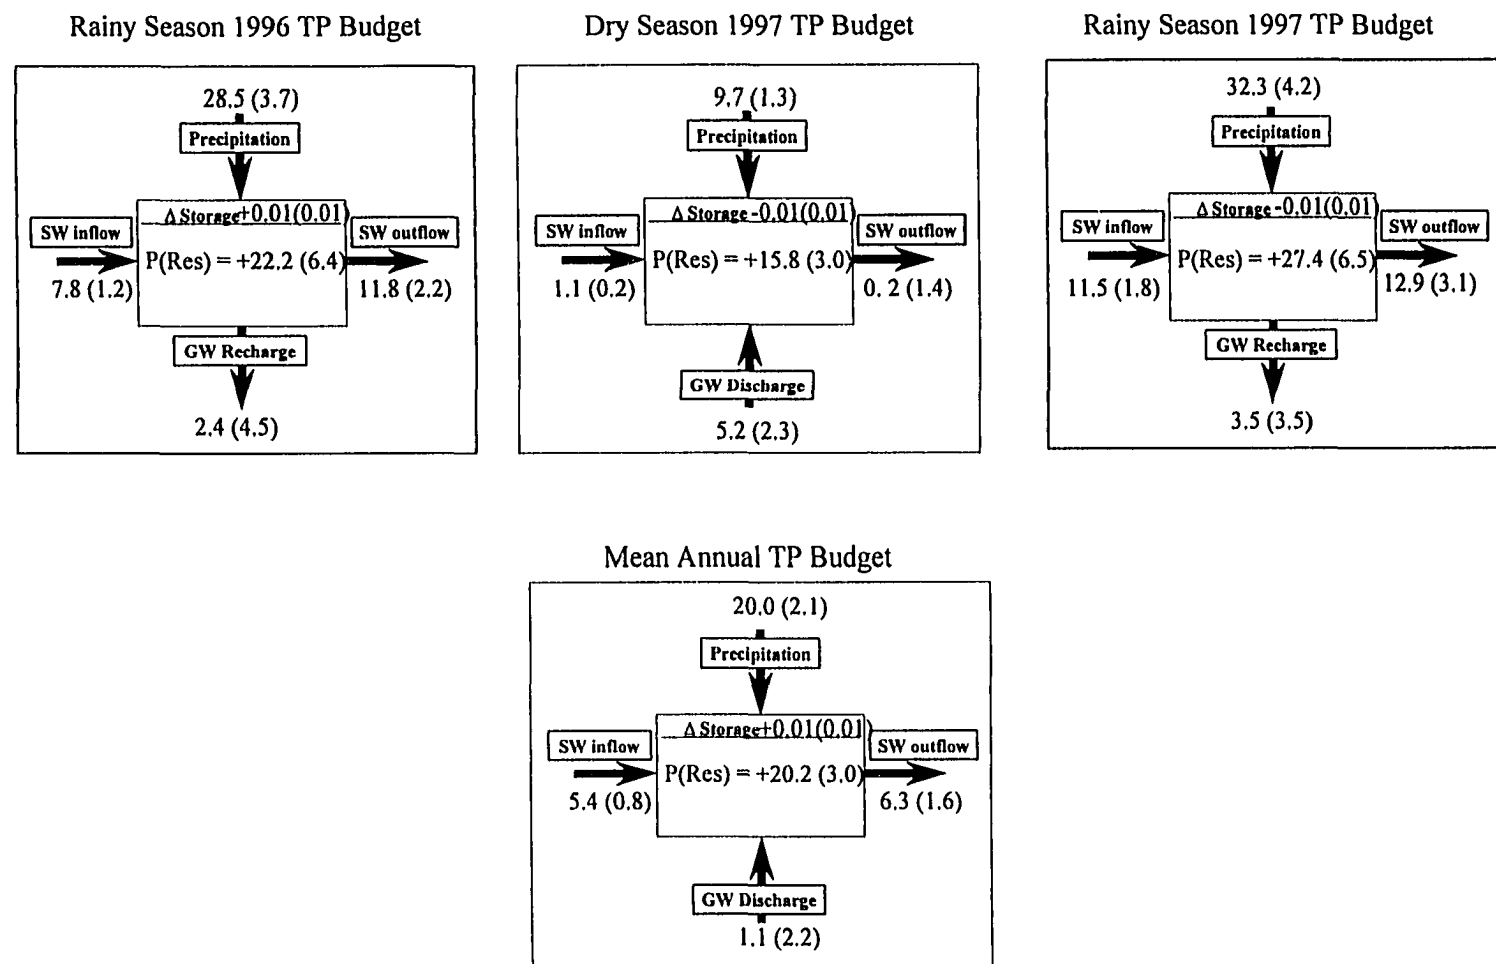 Rainy Season 1996 TP Budget
28.5 (3.7)
Precipitation
Δ Storage+0.01(0.01)
SW inflow
SW outflow
P(Res) = +22.2 (6.4)
7.8 (1.2)
11.8 (2.2)
GW Recharge
2.4 (4.5)
Dry Season 1997 TP Budget
9.7 (1.3)
Precipitation
Δ Storage-0.01(0.01)
SW inflow
SW outflow
P(Res) = +15.8 (3.0)
1.1 (0.2)
0. 2 (1.4)
GW Discharge
5.2 (2.3)
Rainy Season 1997 TP Budget
32.3 (4.2)
Precipitation
Δ Storage-0.01(0.01)
SW inflow
SW outflow
P(Res) = +27.4 (6.5)
11.5 (1.8)
12.9 (3.1)
GW Recharge
3.5 (3.5)
Mean Annual TP Budget
20.0 (2.1)
Precipitation
Δ Storage+0.01(0.01)
SW inflow
SW outflow
P(Res) = +20.2 (3.0)
5.4 (0.8)
6.3 (1.6)
GW Discharge
1.1 (2.2)